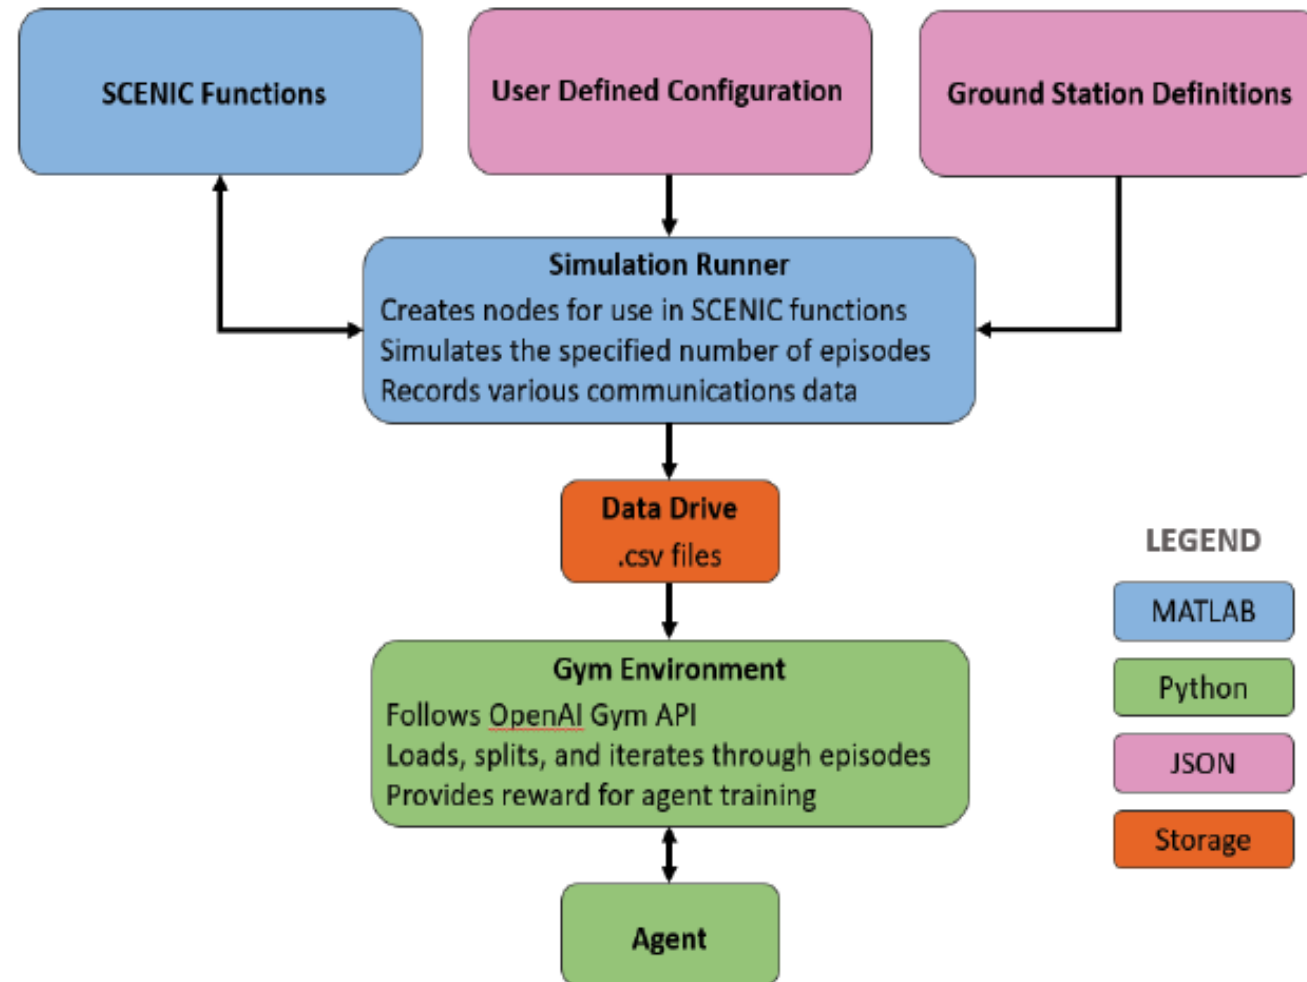 SCENIC Functions
User Defined Configuration
Ground Station Definitions
Simulation Runner
Creates nodes for use in SCENIC functions
Simulates the specified number of episodes
Records various communications data
Data Drive
.csv files
Gym Environment
Follows OpenAI Gym API
Loads, splits, and iterates through episodes
Provides reward for agent training
Agent
LEGEND
MATLAB
Python
JSON
Storage